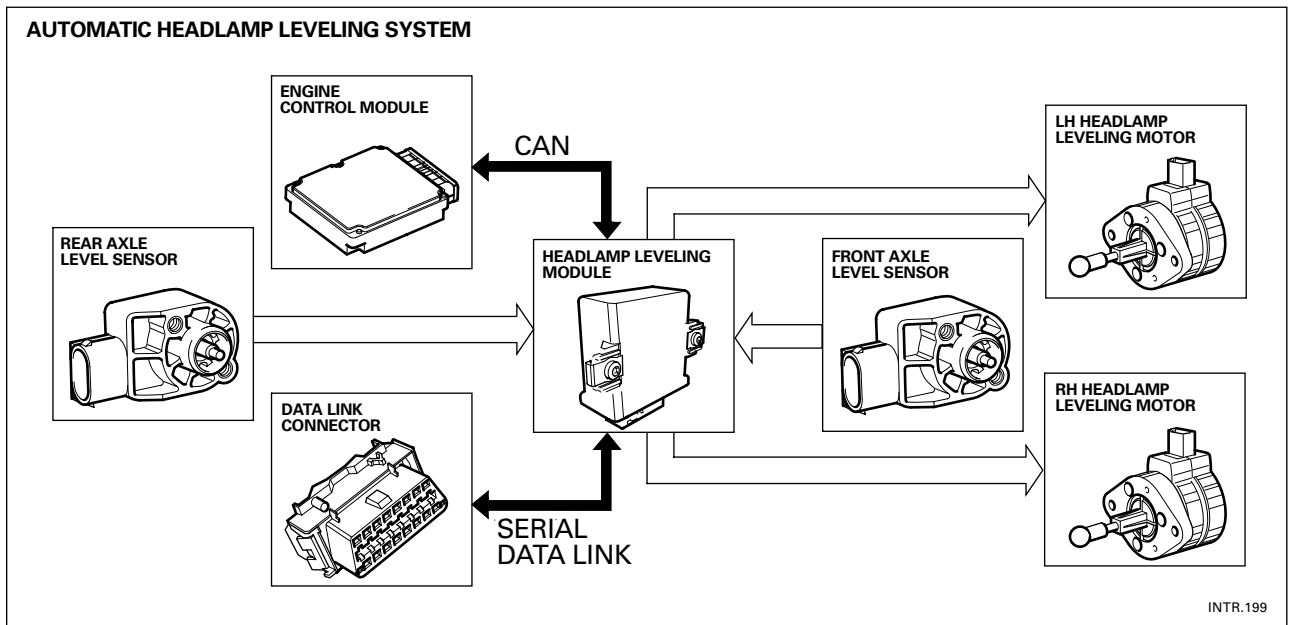 AUTOMATIC HEADLAMP LEVELING SYSTEM
ENGINE
CONTROL MODULE
CAN
LH HEADLAMP
LEVELING MOTOR
REAR AXLE
LEVEL SENSOR
HEADLAMP LEVELING
MODULE
FRONT AXLE
LEVEL SENSOR
DATA LINK
CONNECTOR
RH HEADLAMP
LEVELING MOTOR
SERIAL
DATA LINK
INTR.199